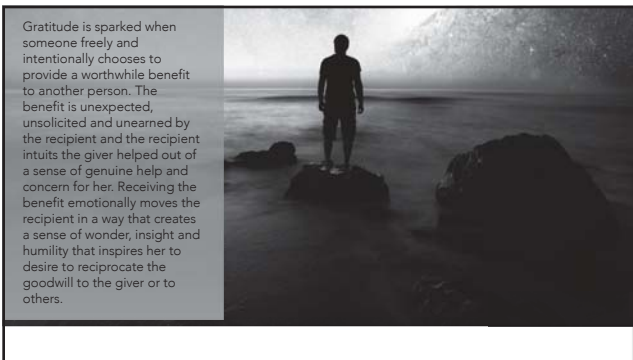 Gratitude is sparked when
someone freely and
intentionally chooses to
provide a worthwhile benefit
to another person. The
benefit is unexpected,
unsolicited and unearned by
the recipient and the recipient
intuits the giver helped out of
a sense of genuine help and
concern for her. Receiving the
benefit emotionally moves the
recipient in a way that creates
a sense of wonder, insight and
humility that inspires her to
desire to reciprocate the
goodwill to the giver or to
others.